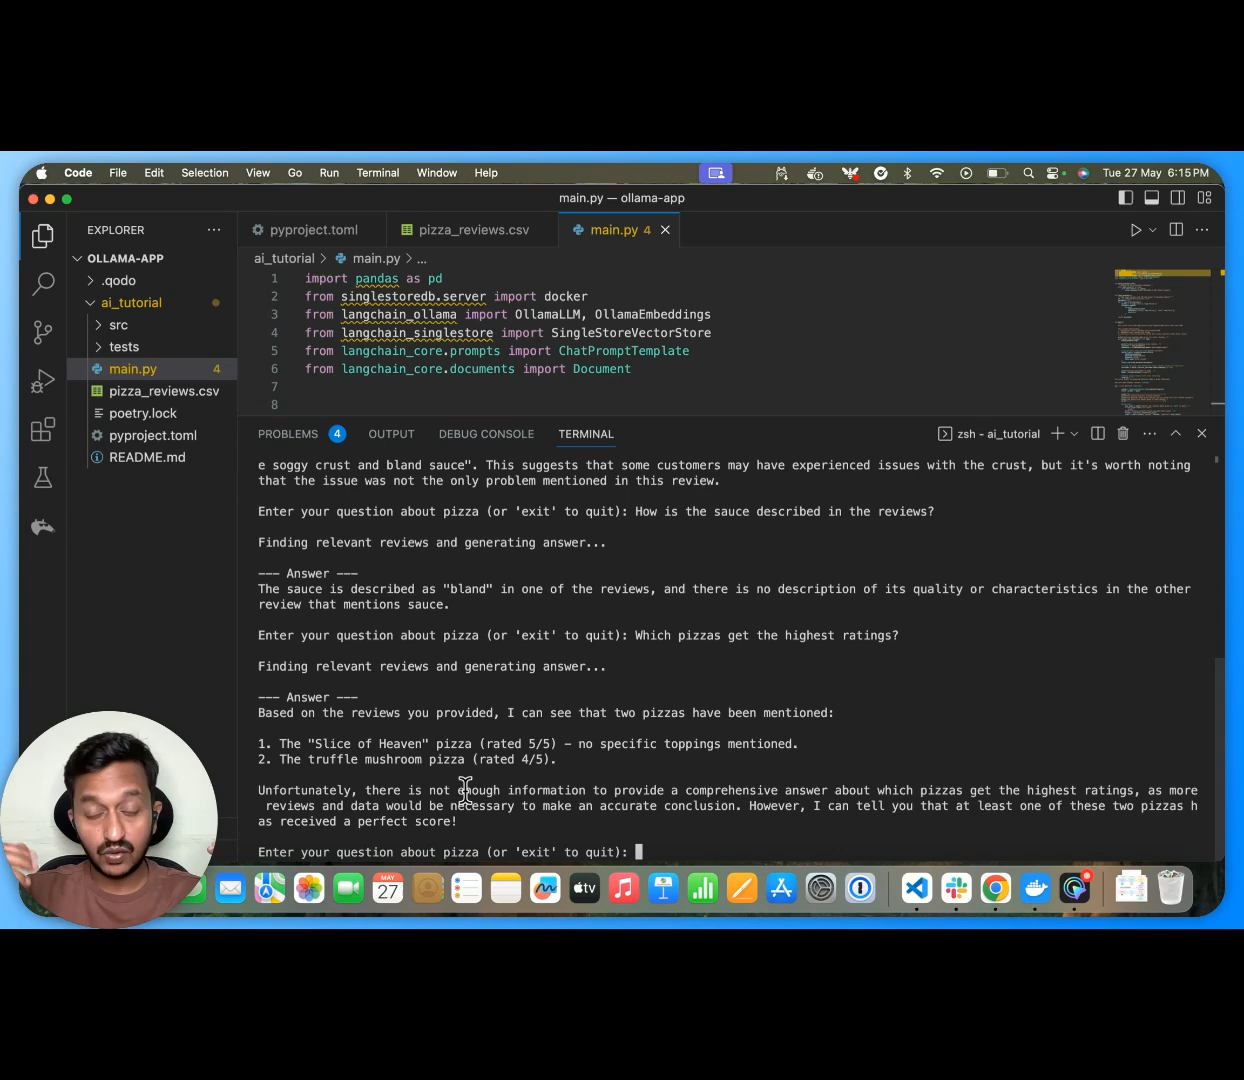 Code File Edit Selection View Go Run Terminal Window Help Tue 27 May 6:15 PM
main.py — ollama-app
EXPLORER
pyproject.toml pizza_reviews.csv main.py 4
OLLAMA-APP
.qodo
ai_tutorial
src
tests
main.py 4
pizza_reviews.csv
poetry.lock
pyproject.toml
README.md
ai_tutorial > main.py > ...
1 import pandas as pd
2 from singlestoredb.server import docker
3 from langchain_ollama import OllamaLLM, OllamaEmbeddings
4 from langchain_singlestore import SingleStoreVectorStore
5 from langchain_core.prompts import ChatPromptTemplate
6 from langchain_core.documents import Document
7
8
PROBLEMS 4 OUTPUT DEBUG CONSOLE TERMINAL zsh - ai_tutorial
e soggy crust and bland sauce". This suggests that some customers may have experienced issues with the crust, but it's worth noting
that the issue was not the only problem mentioned in this review.
Enter your question about pizza (or 'exit' to quit): How is the sauce described in the reviews?
Finding relevant reviews and generating answer...
--- Answer ---
The sauce is described as "bland" in one of the reviews, and there is no description of its quality or characteristics in the other
review that mentions sauce.
Enter your question about pizza (or 'exit' to quit): Which pizzas get the highest ratings?
Finding relevant reviews and generating answer...
--- Answer ---
Based on the reviews you provided, I can see that two pizzas have been mentioned:
1. The "Slice of Heaven" pizza (rated 5/5) – no specific toppings mentioned.
2. The truffle mushroom pizza (rated 4/5).
Unfortunately, there is not enough information to provide a comprehensive answer about which pizzas get the highest ratings, as more
reviews and data would be necessary to make an accurate conclusion. However, I can tell you that at least one of these two pizzas h
as received a perfect score!
Enter your question about pizza (or 'exit' to quit):
MAY
27
tv